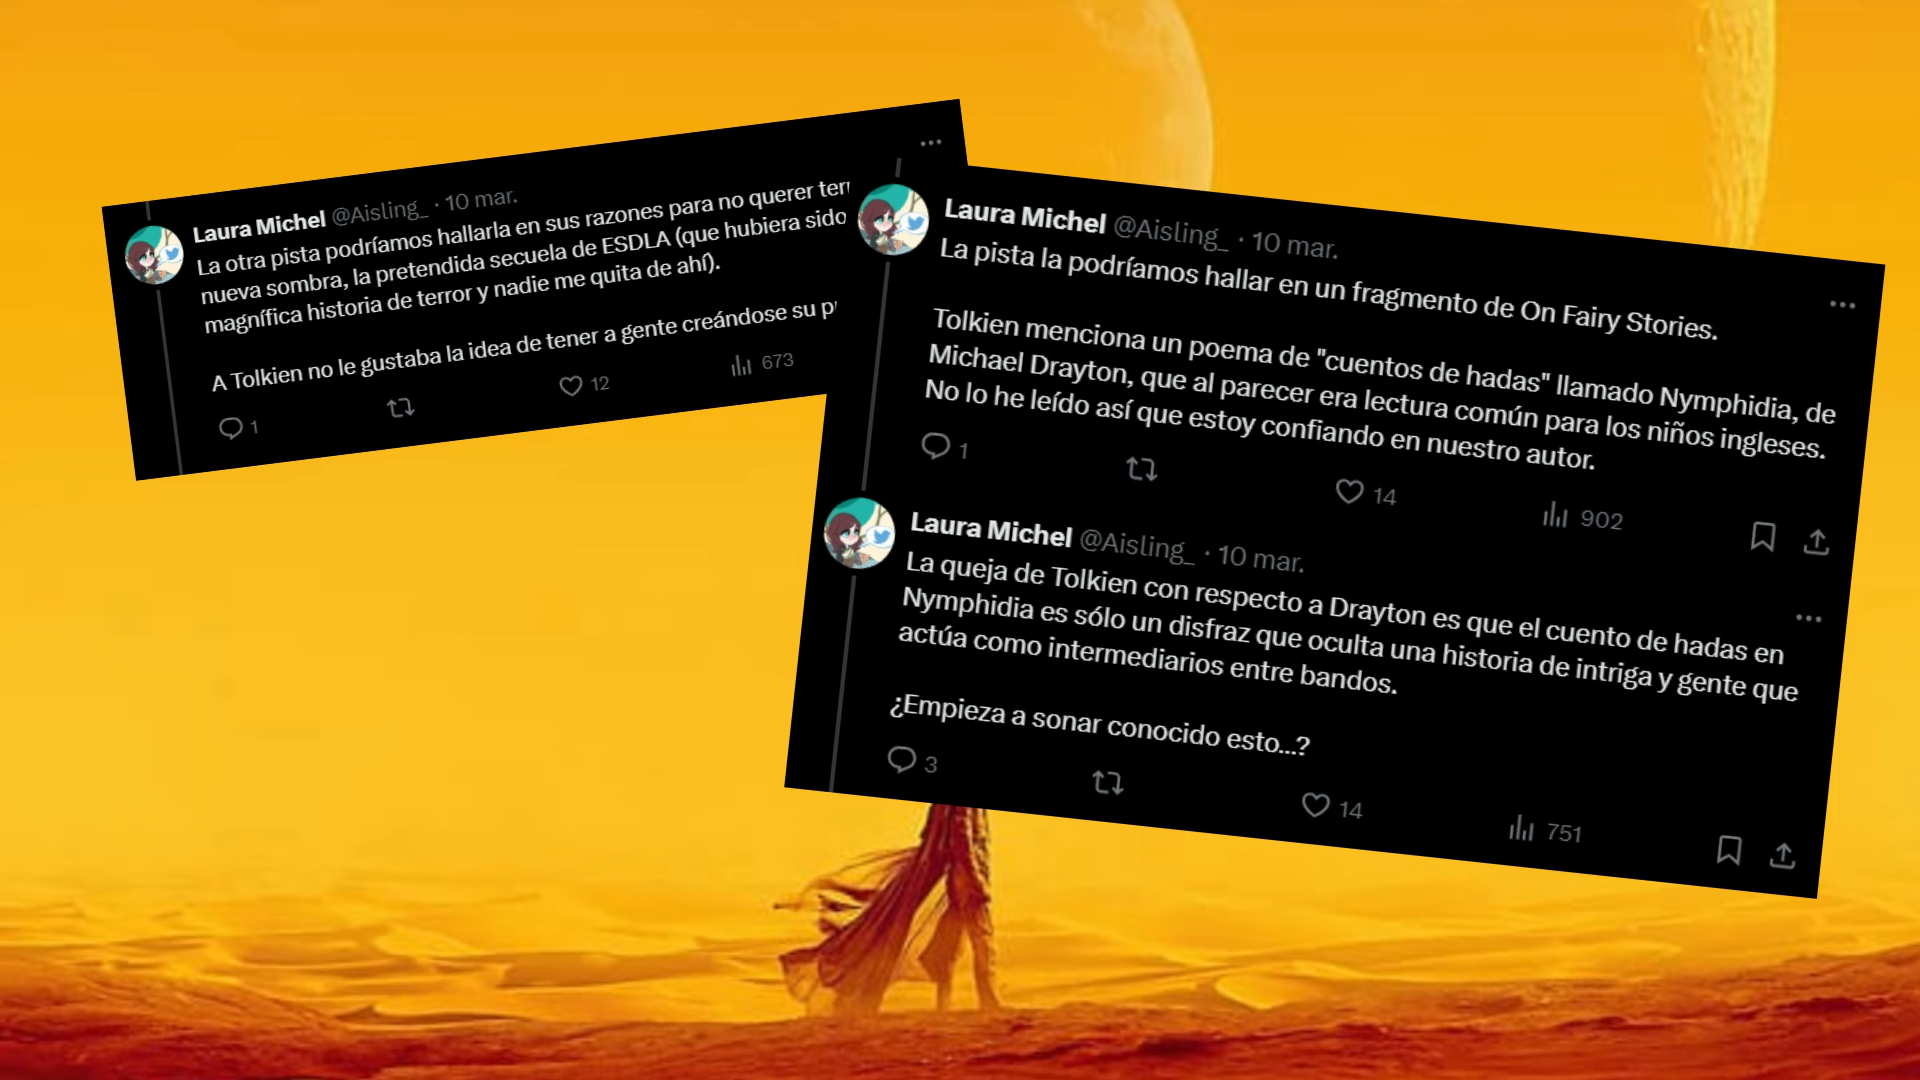 Laura Michel @Aisling_ · 10 mar.
La otra pista podríamos hallarla en sus razones para no querer
nueva sombra, la pretendida secuela de ESDLA (que hubiera sido
magnífica historia de terror y nadie me quita de ahí).
A Tolkien no le gustaba la idea de tener a gente creándose su
1
12
673
Laura Michel @Aisling_ · 10 mar.
La pista la podríamos hallar en un fragmento de On Fairy Stories.
Tolkien menciona un poema de "cuentos de hadas" llamado Nymphidia, de
Michael Drayton, que al parecer era lectura común para los niños ingleses.
No lo he leído así que estoy confiando en nuestro autor.
1
14
902
Laura Michel @Aisling_ · 10 mar.
La queja de Tolkien con respecto a Drayton es que el cuento de hadas en
Nymphidia es sólo un disfraz que oculta una historia de intriga y gente que
actúa como intermediarios entre bandos.
¿Empieza a sonar conocido esto...?
3
14
751